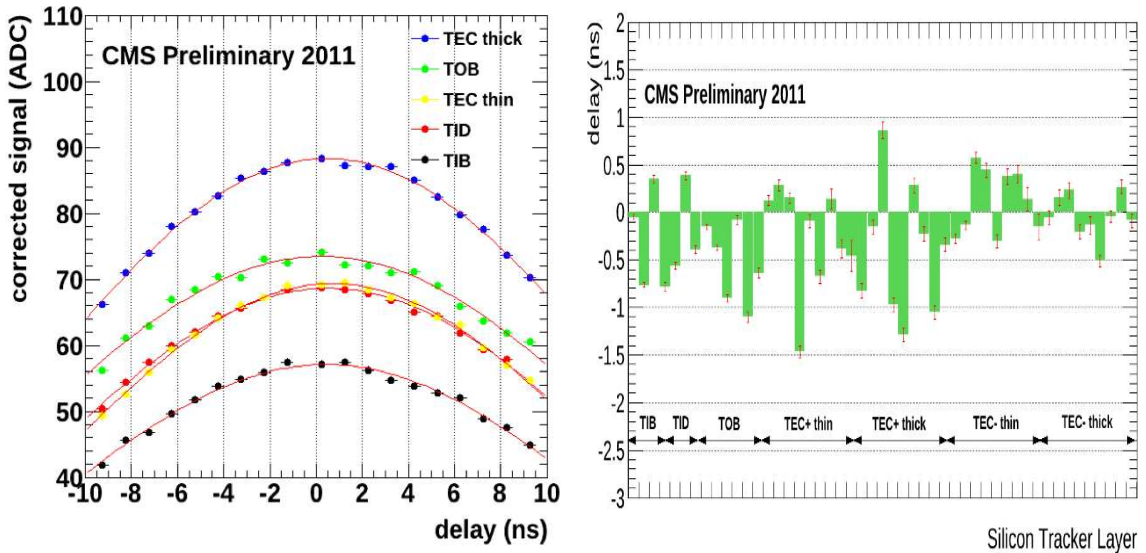 110
100
90
80
70
60
50
40
corrected signal (ADC)
CMS Preliminary 2011
TEC thick
TOB
TEC thin
TID
TIB
-10 -8 -6 -4 -2 0 2 4 6 8 10
delay (ns)
2
1.5
1
0.5
0
-0.5
-1
-1.5
-2
-2.5
-3
delay (ns)
CMS Preliminary 2011
TIB TID TOB TEC+ thin TEC+ thick TEC- thin TEC- thick
Silicon Tracker Layer